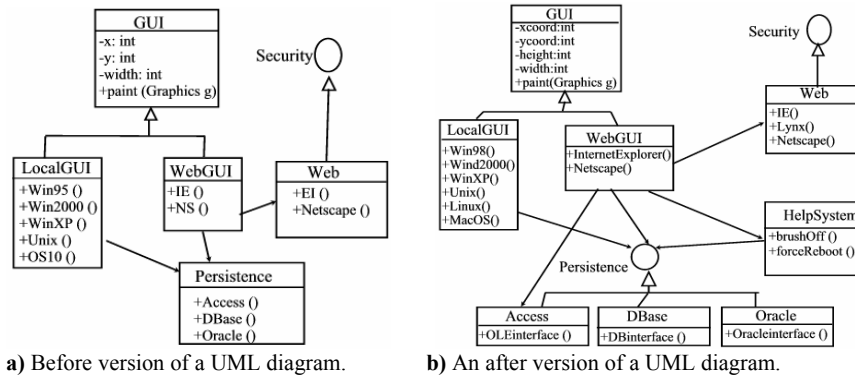 GUI
-x: int
-y: int
-width: int
+paint (Graphics g)
Security
LocalGUI
+Win95 ()
+Win2000 ()
+WinXP ()
+Unix ()
+OS10 ()
WebGUI
+IE ()
+NS ()
Web
+EI ()
+Netscape ()
Persistence
+Access ()
+DBase ()
+Oracle ()
a) Before version of a UML diagram.
GUI
-xcoord:int
-ycoord:int
-height:int
-width:int
+paint(Graphics g)
Security
LocalGUI
+Win98()
+Wind2000()
+WinXP()
+Unix()
+Linux()
+MacOS()
WebGUI
+InternetExplorer()
+Netscape()
Web
+IE()
+Lynx()
+Netscape()
HelpSystem
+brushOff ()
+forceReboot ()
Persistence
Access
+OLEinterface ()
DBase
+DBinterface ()
Oracle
+Oracleinterface ()
b) An after version of a UML diagram.